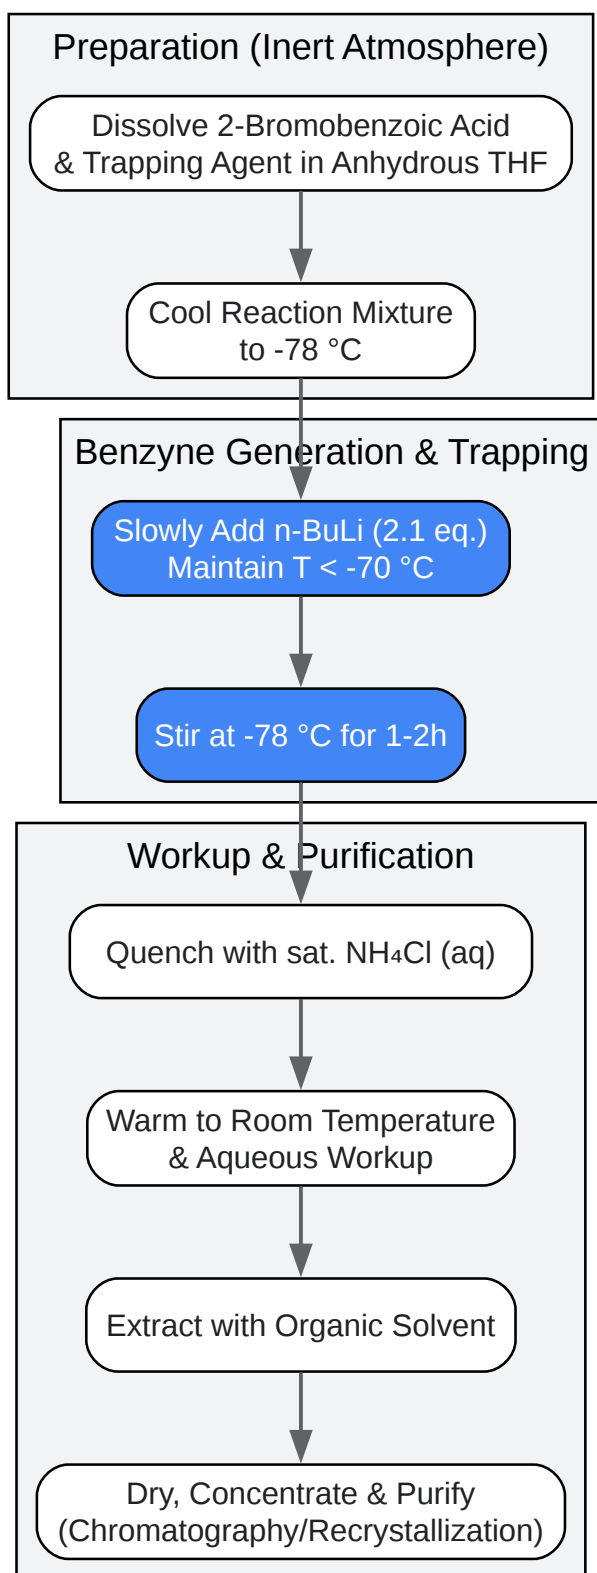 Preparation (Inert Atmosphere)
Dissolve 2-Bromobenzoic Acid
& Trapping Agent in Anhydrous THF
Cool Reaction Mixture
to -78 °C
Benzyne Generation & Trapping
Slowly Add n-BuLi (2.1 eq.)
Maintain T < -70 °C
Stir at -78 °C for 1-2h
Workup & Purification
Quench with sat. NH₄Cl (aq)
Warm to Room Temperature
& Aqueous Workup
Extract with Organic Solvent
Dry, Concentrate & Purify
(Chromatography/Recrystallization)